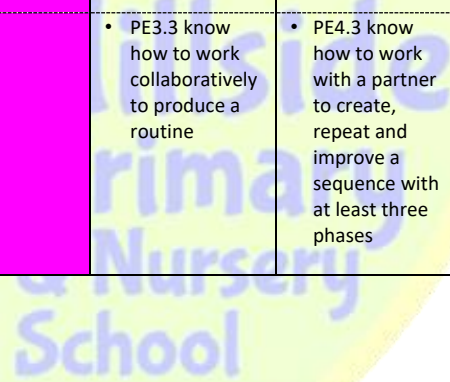 • PE3.3 know
how to work
collaboratively
to produce a
routine
• PE4.3 know
how to work
with a partner
to create,
repeat and
improve a
sequence with
at least three
phases
& Nursery
School